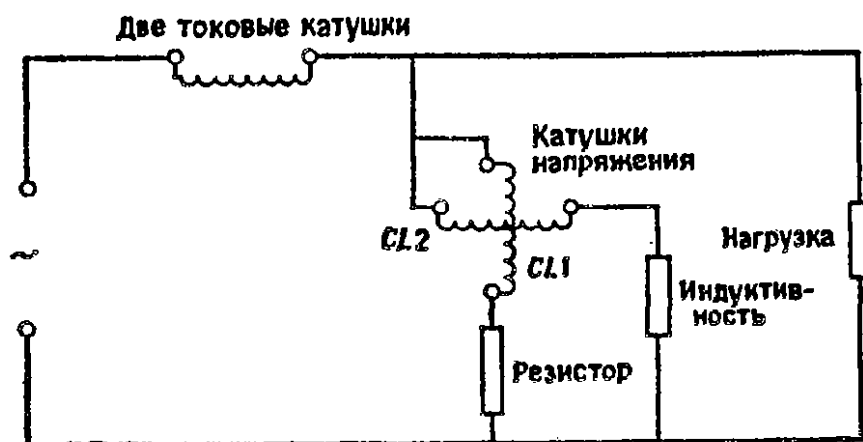 Две токовые катушки
Катушки
напряжения
CL2
CL1
Нагрузка
Индуктив-
ность
Резистор
~